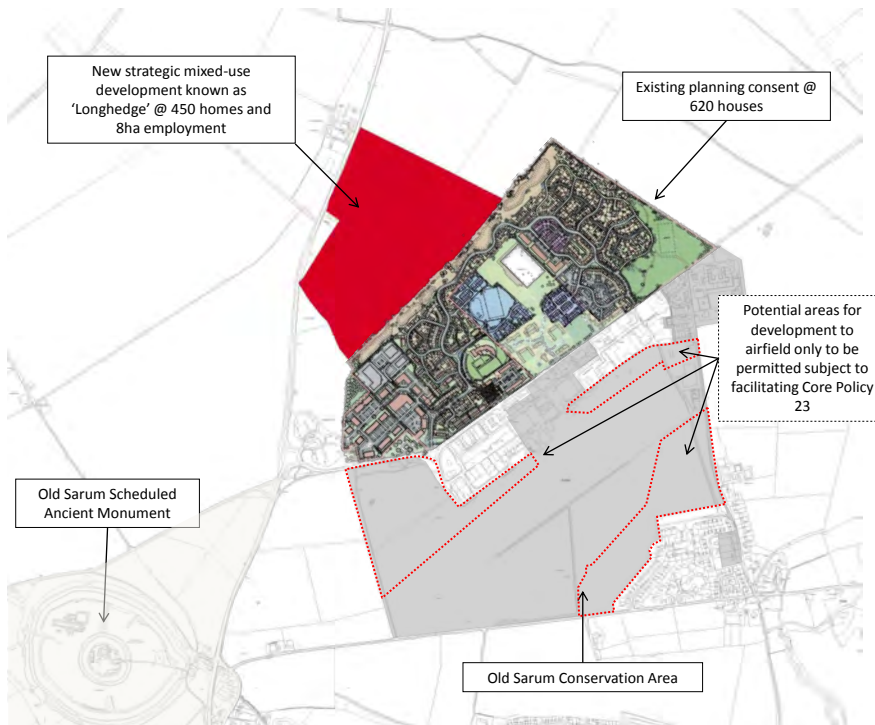 New strategic mixed-use
development known as
‘Longhedge’ @ 450 homes and
8ha employment
Existing planning consent @
620 houses
Potential areas for
development to
airfield only to be
permitted subject to
facilitating Core Policy
23
Old Sarum Scheduled
Ancient Monument
Old Sarum Conservation Area